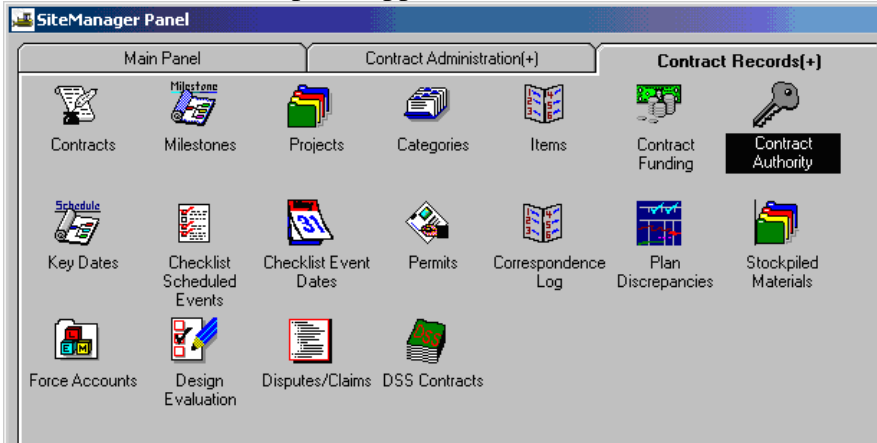 SiteManager Panel
Main Panel
Contract Administration(+)
Contract Records(+)
Milestone
Contracts
Milestones
Projects
Categories
Items
Contract
Funding
Contract
Authority
Schedule
31
Key Dates
Checklist
Scheduled
Events
Checklist Event
Dates
Permits
Correspondence
Log
Plan
Discrepancies
Stockpiled
Materials
L
E M
DSS
Force Accounts
Design
Evaluation
Disputes/Claims
DSS Contracts